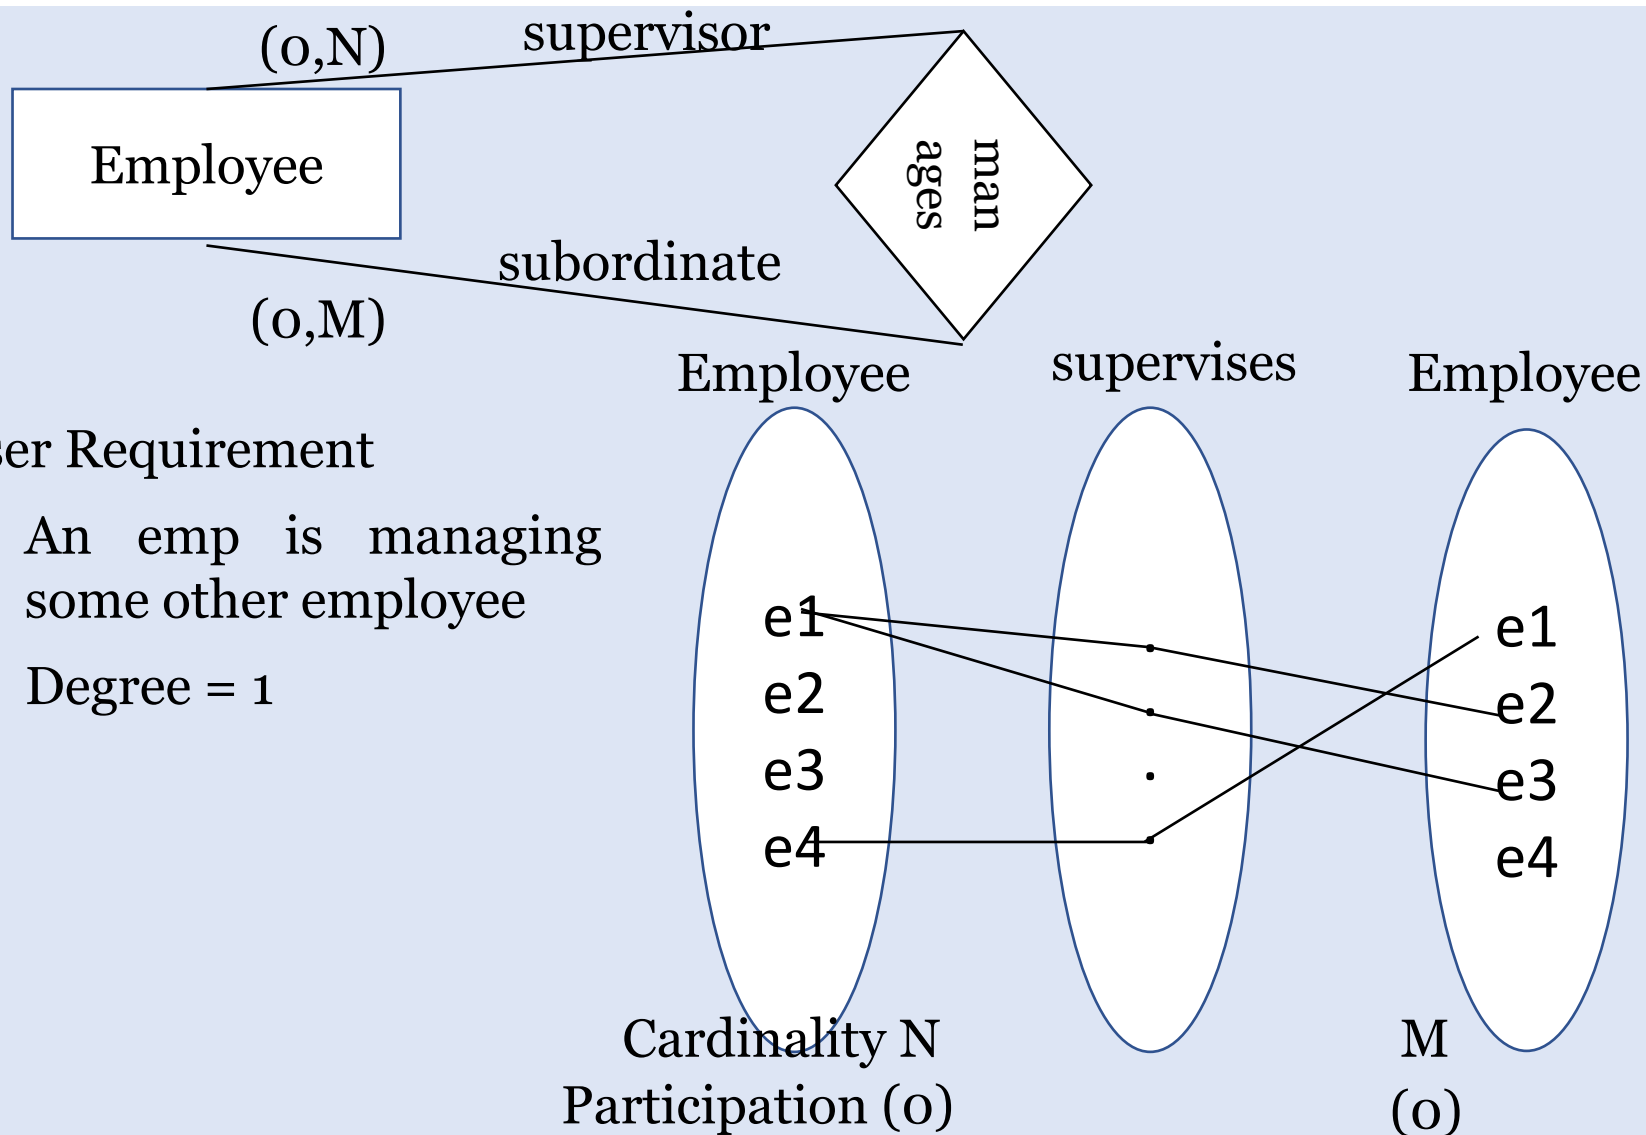 (0,N)
supervisor
Employee
man
ages
subordinate
(0,M)
Employee
supervises
Employee
ser Requirement
An emp is managing
some other employee
Degree = 1
e1
e2
e3
e4
e1
e2
e3
e4
Cardinality N
M
Participation (0)
(0)